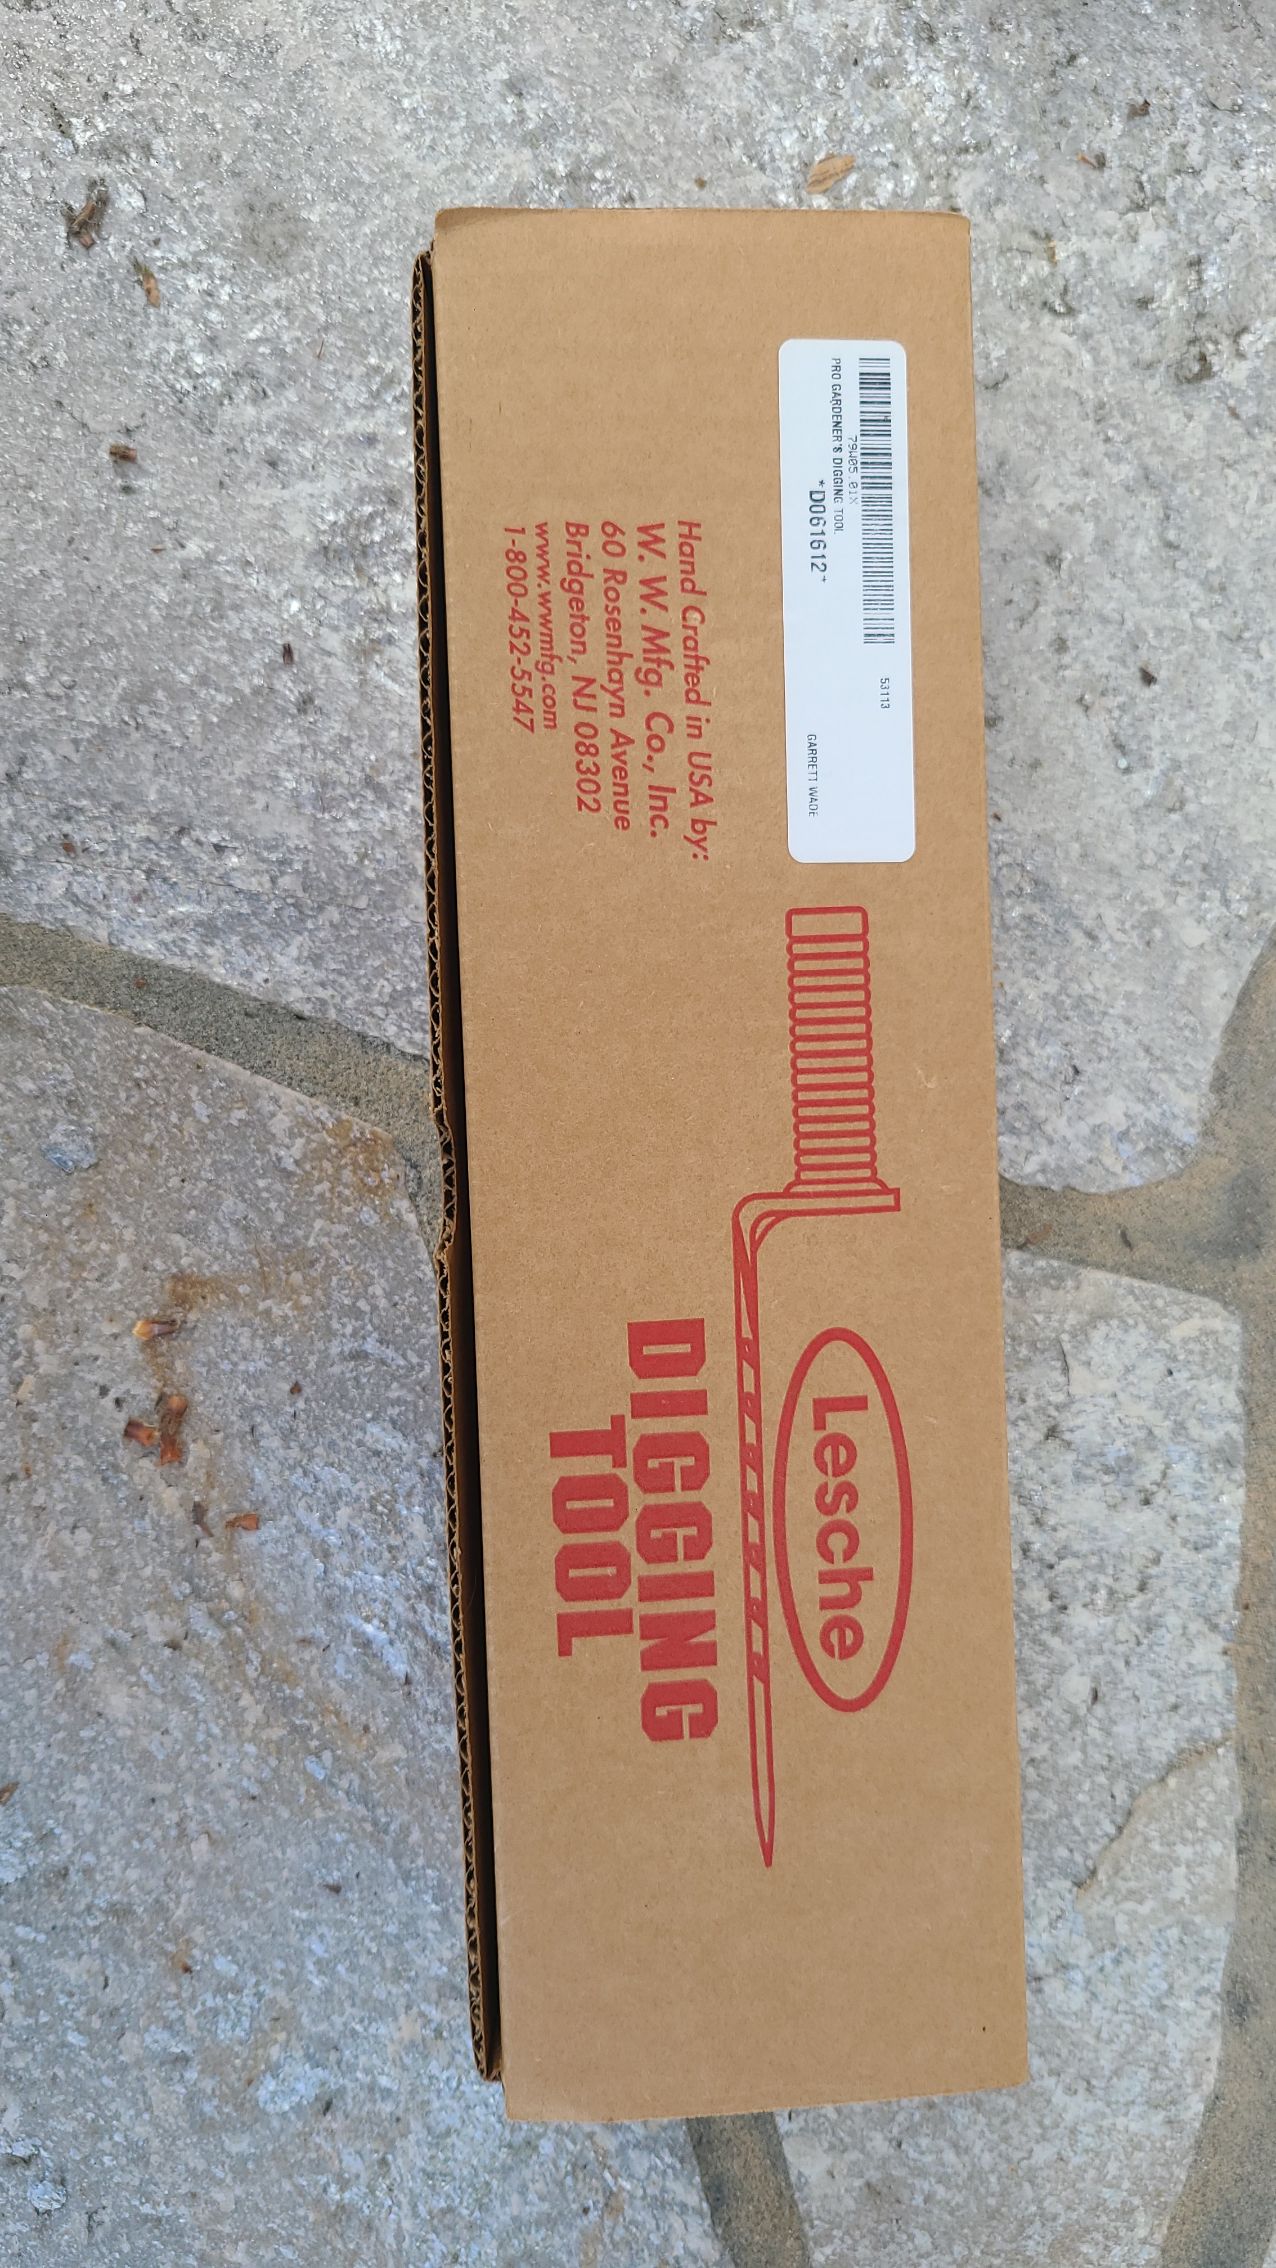 79W05.01X
53113
PRO GARDENER'S DIGGING TOOL
*D061612*
GARRETT WADE
Lesche
DIGGING
TOOL
Hand Crafted in USA by:
W. W. Mfg. Co., Inc.
60 Rosenhayn Avenue
Bridgeton, NJ 08302
www.wwmfg.com
1-800-452-5547